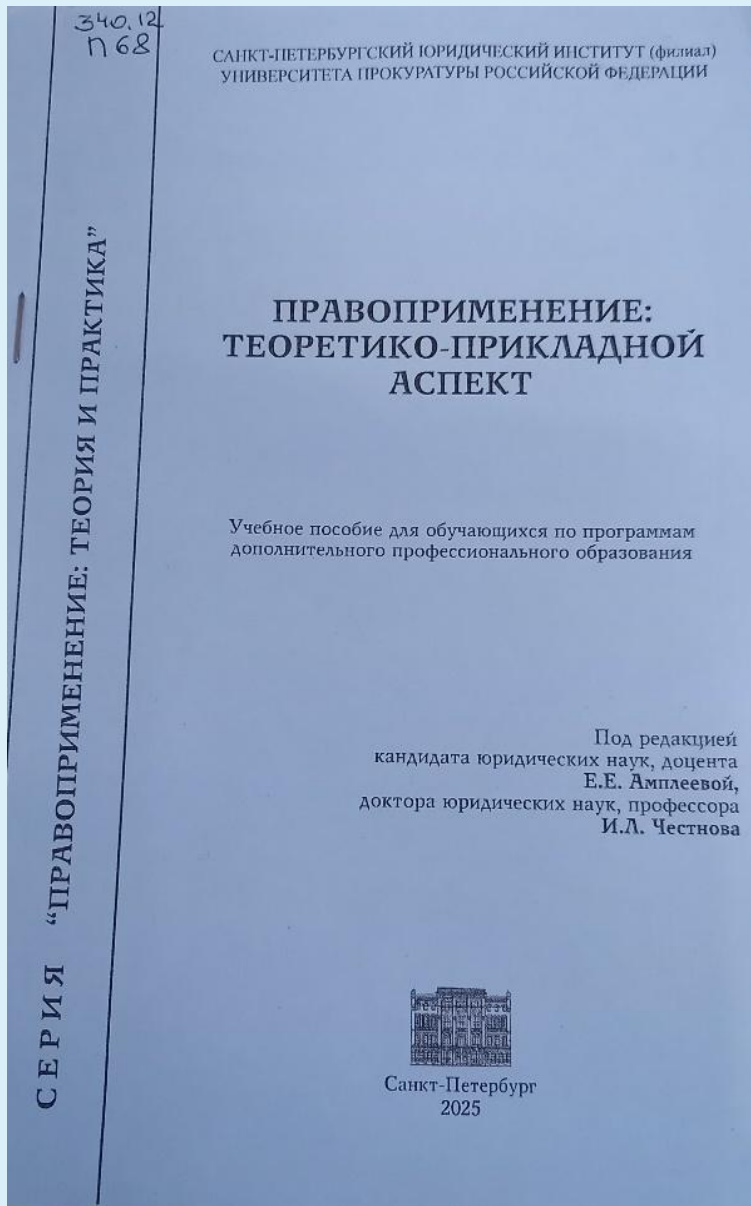 340.12
П 68
САНКТ-ПЕТЕРБУРГСКИЙ ЮРИДИЧЕСКИЙ ИНСТИТУТ (филиал)
УНИВЕРСИТЕТА ПРОКУРАТУРЫ РОССИЙСКОЙ ФЕДЕРАЦИИ
СЕРИЯ "ПРАВОПРИМЕНЕНИЕ: ТЕОРИЯ И ПРАКТИКА"
ПРАВОПРИМЕНЕНИЕ:
ТЕОРЕТИКО-ПРИКЛАДНОЙ
АСПЕКТ
Учебное пособие для обучающихся по программам
дополнительного профессионального образования
Под редакцией
кандидата юридических наук, доцента
Е.Е. Амплеевой,
доктора юридических наук, профессора
И.Л. Честнова
Санкт-Петербург
2025